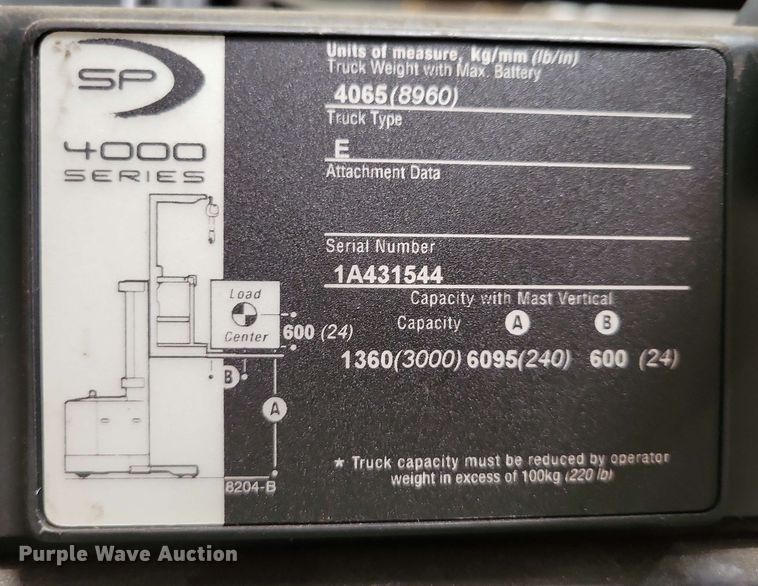 SP
4000
SERIES
Units of measure, Kg/mm (lb/in)
Truck Weight with Max. Battery
4065(8960)
Truck Type
E
Attachment Data
Serial Number
1A431544
Capacity with Mast Vertical
Capacity A B
1360(3000) 6095(240) 600 (24)
Load
Center
600 (24)
B
A
8204-B
* Truck capacity must be reduced by operator
weight in excess of 100kg (220 lb)
Purple Wave Auction